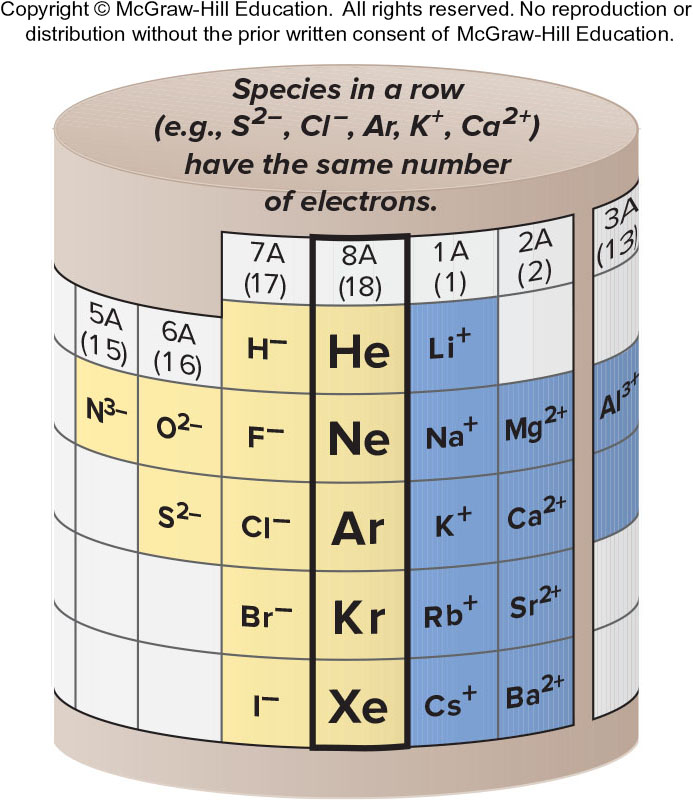 Copyright © McGraw-Hill Education. All rights reserved. No reproduction or
distribution without the prior written consent of McGraw-Hill Education.
Species in a row
(e.g., S²⁻, Cl⁻, Ar, K⁺, Ca²⁺)
have the same number
of electrons.
5A
(15)
6A
(16)
7A
(17)
8A
(18)
1A
(1)
2A
(2)
3A
(13)
H⁻ He Li⁺
N³⁻ O²⁻ F⁻ Ne Na⁺ Mg²⁺ Al³⁺
S²⁻ Cl⁻ Ar K⁺ Ca²⁺
Br⁻ Kr Rb⁺ Sr²⁺
I⁻ Xe Cs⁺ Ba²⁺